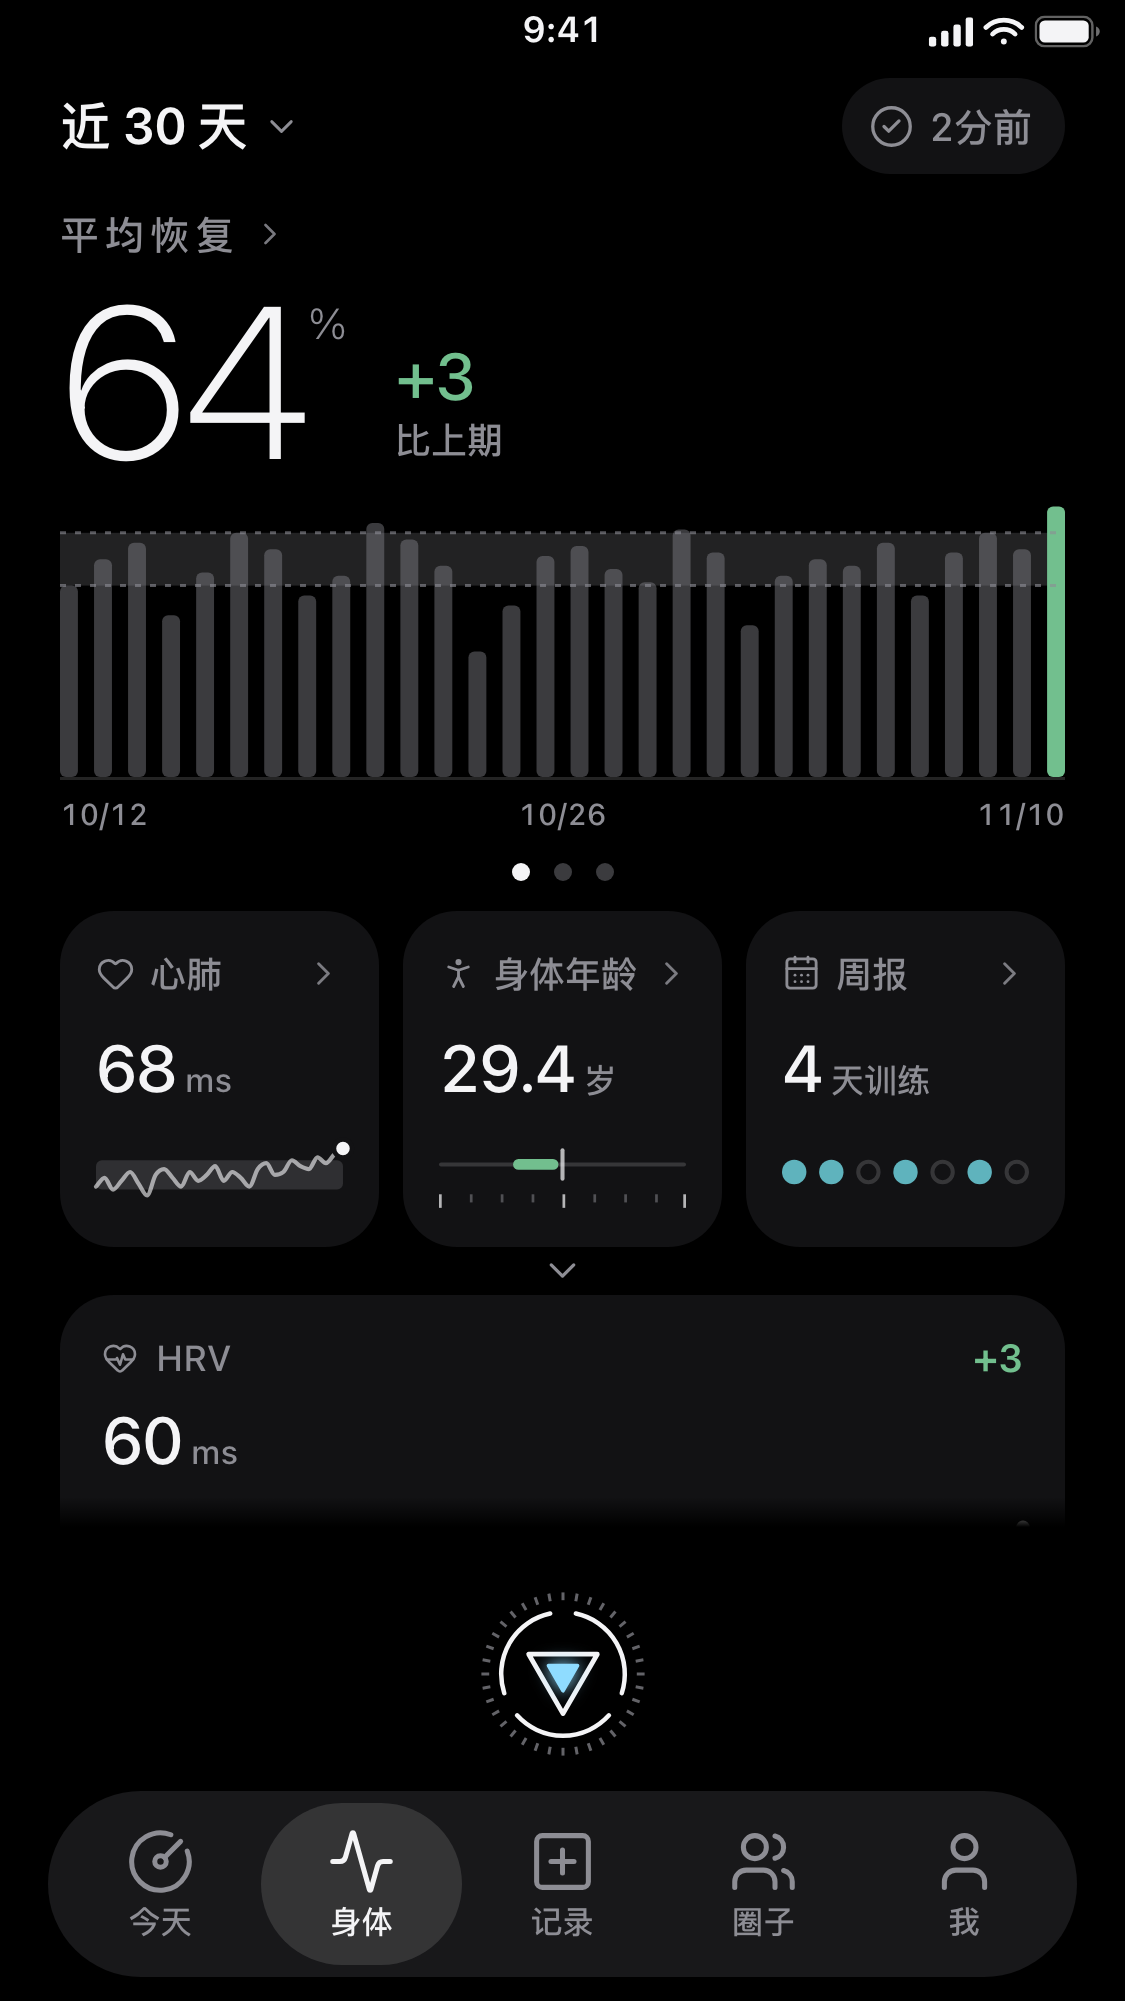 9:41
近 30 天
2分前
平均恢复
64%
+3
比上期
10/12 10/26 11/10
心肺
68 ms
身体年龄
29.4 岁
周报
4 天训练
HRV
+3
60 ms
今天 身体 记录 圈子 我